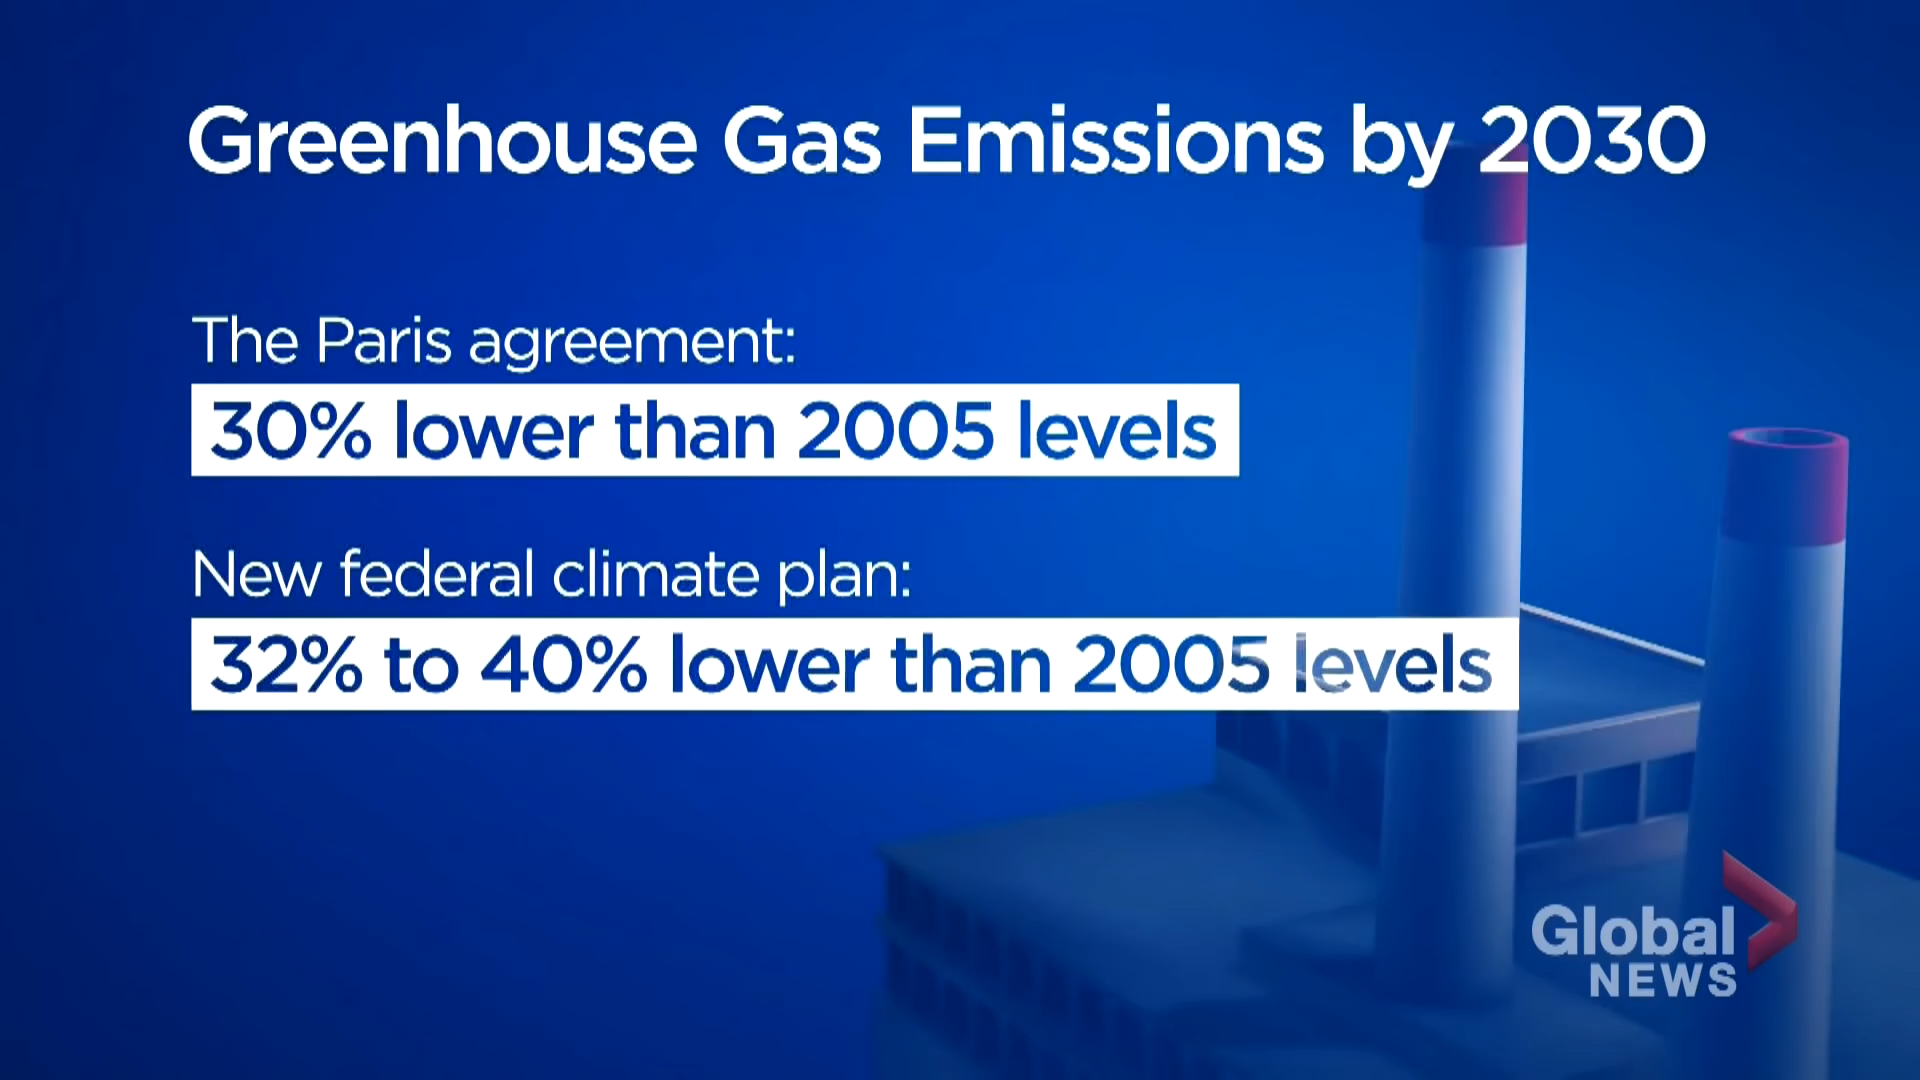 Greenhouse Gas Emissions by 2030
The Paris agreement:
30% lower than 2005 levels
New federal climate plan:
32% to 40% lower than 2005 levels
Global
NEWS